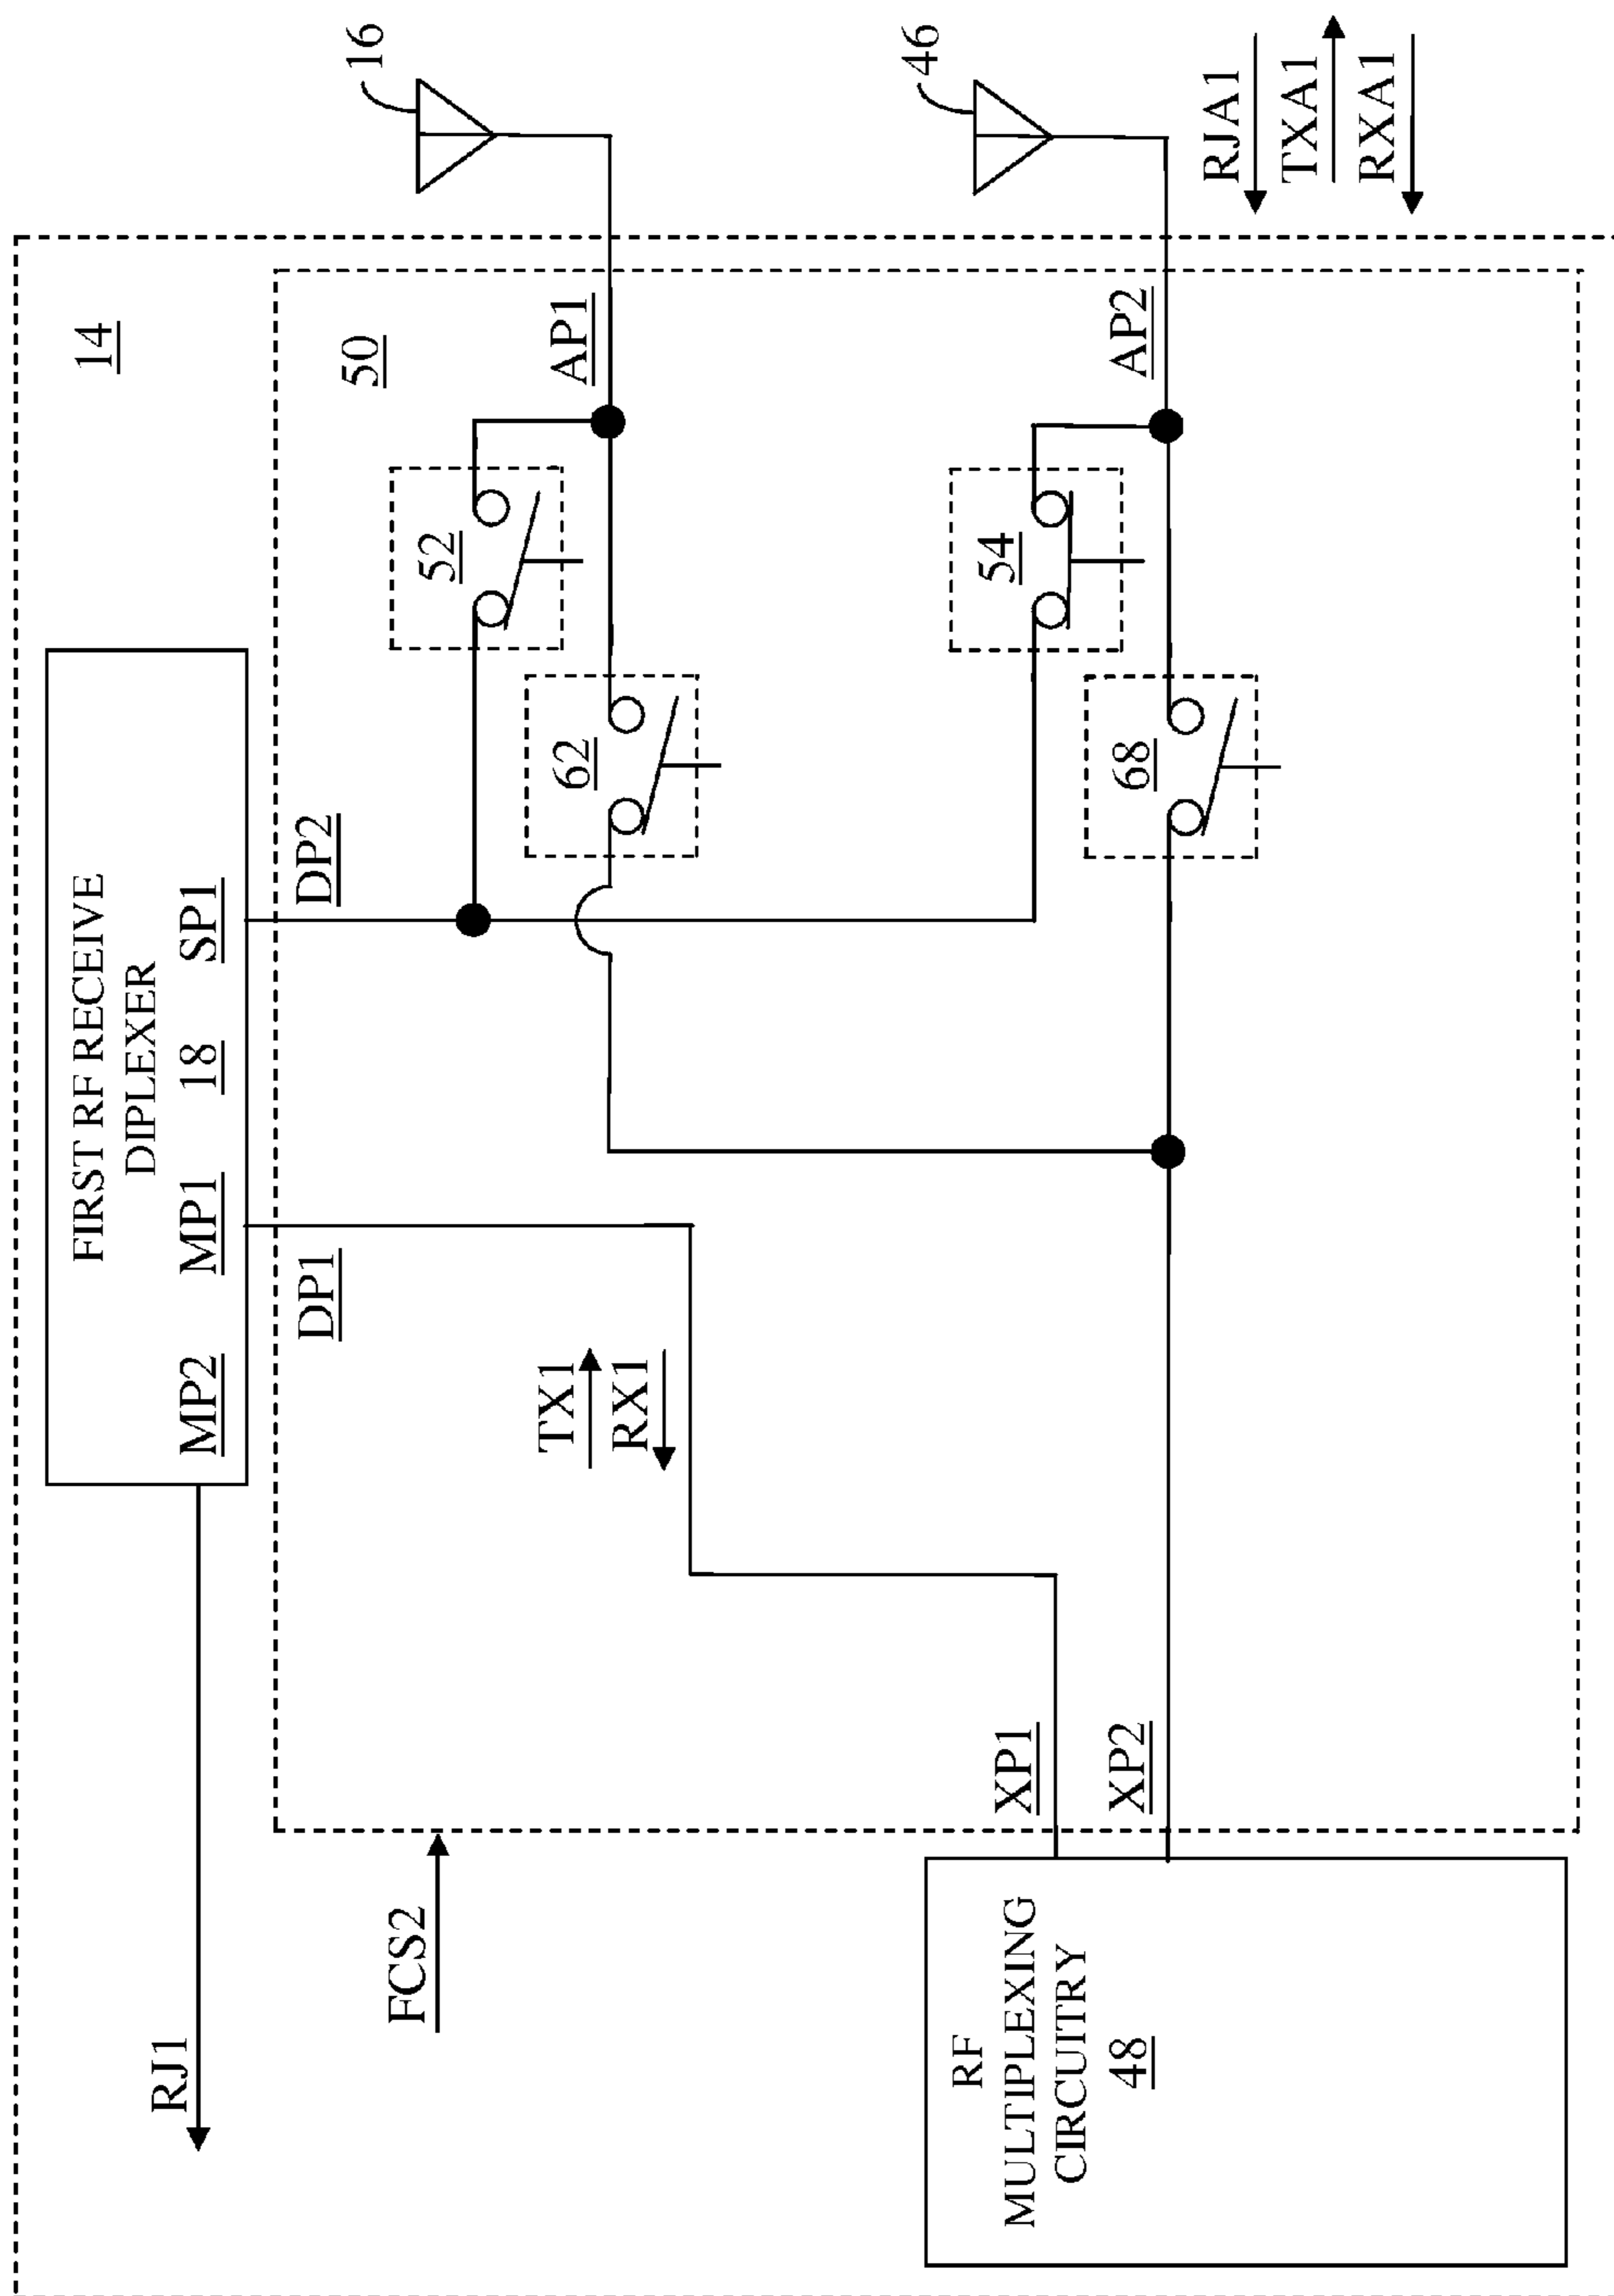 14
FIRST RF RECEIVE
DIPLEXER
MP2
MP1
18
SP1
RJ1
DP1
DP2
50
16
AP1
52
62
FCS2
TX1
RX1
46
AP2
54
68
RJA1
TXA1
RXA1
XP1
XP2
RF
MULTIPLEXING
CIRCUITRY
48